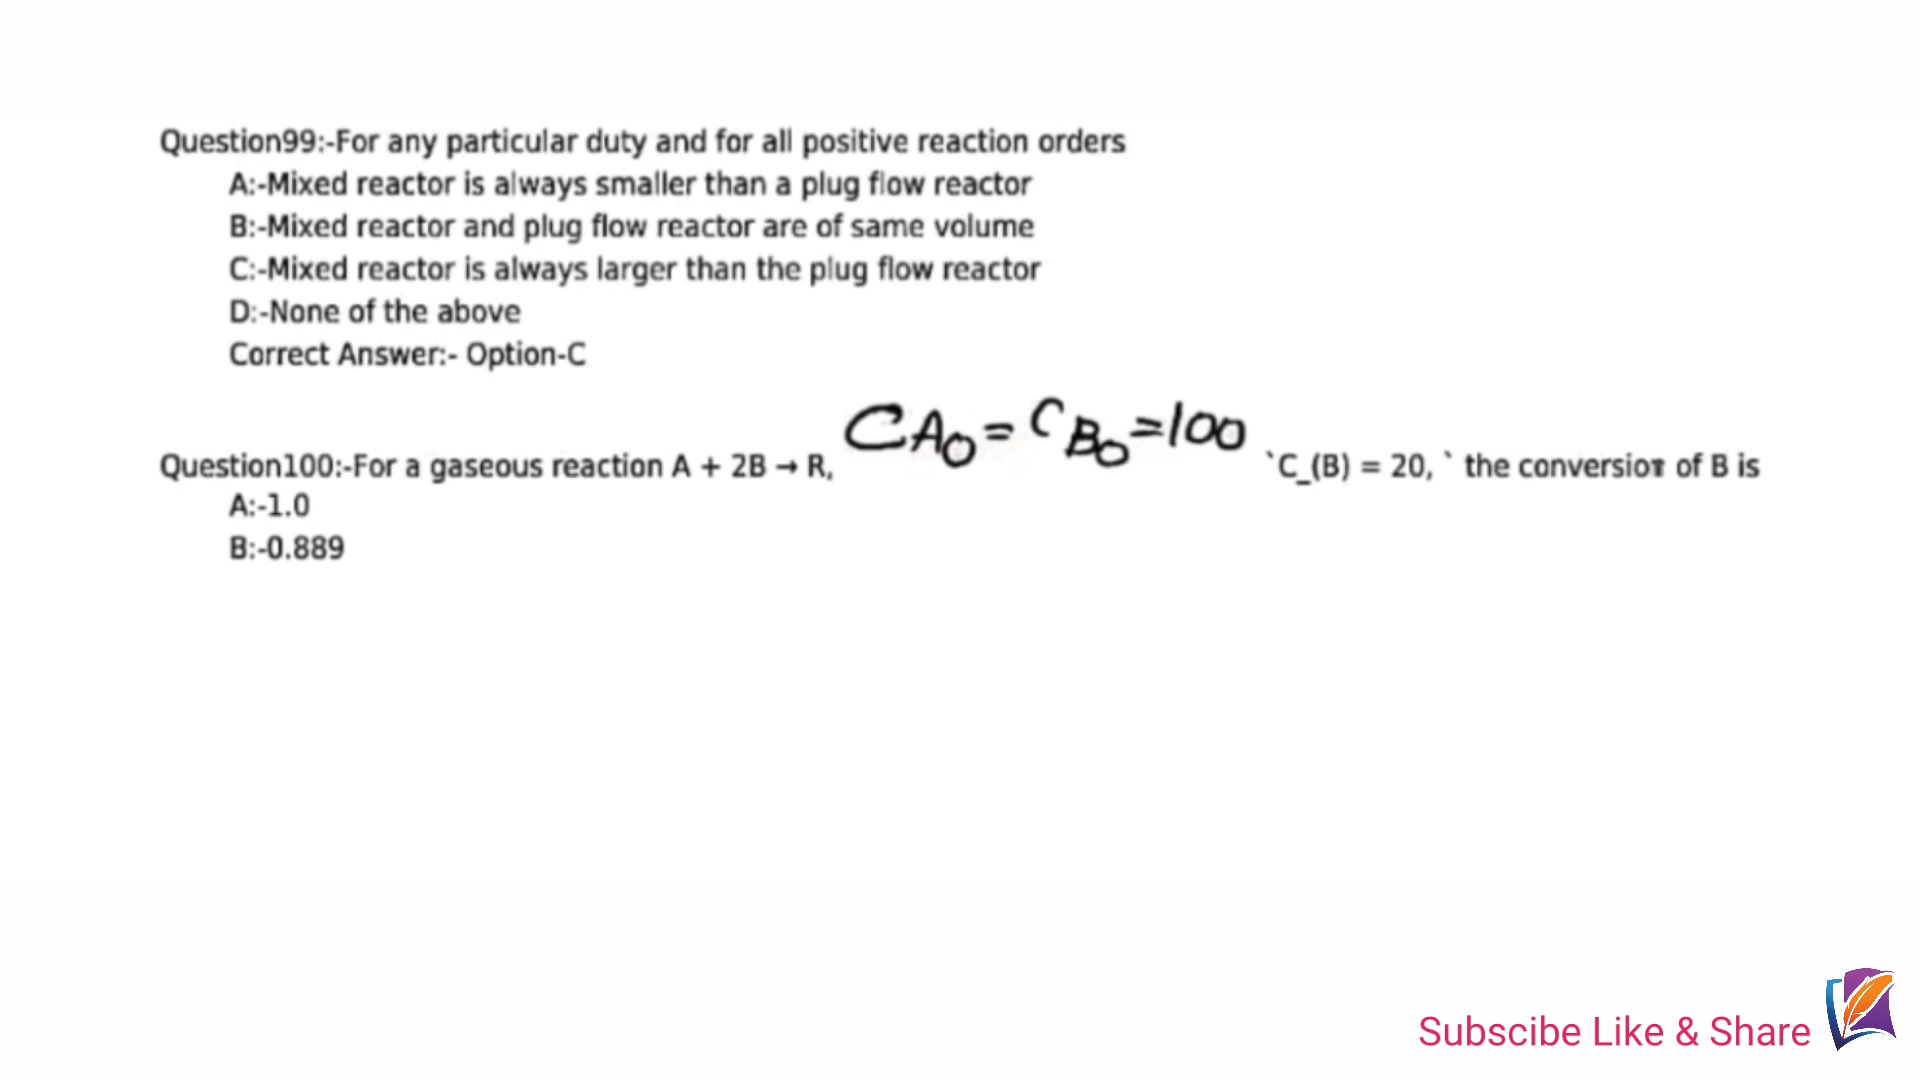 Question99:-For any particular duty and for all positive reaction orders
A:-Mixed reactor is always smaller than a plug flow reactor
B:-Mixed reactor and plug flow reactor are of same volume
C:-Mixed reactor is always larger than the plug flow reactor
D:-None of the above
Correct Answer:- Option-C
Question100:-For a gaseous reaction A + 2B → R, CA0 = CB0 =100 `C_(B) = 20, ` the conversion of B is
A:-1.0
B:-0.889
Subscibe Like & Share